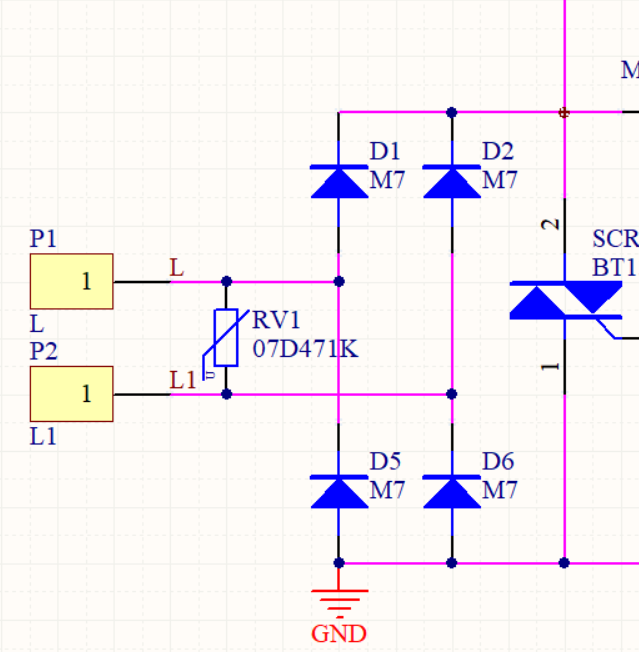 M
D1
M7
D2
M7
P1
1
L
L
2
SCR
BT1
RV1
07D471K
U
P2
1
L1
L1
1
D5
M7
D6
M7
GND